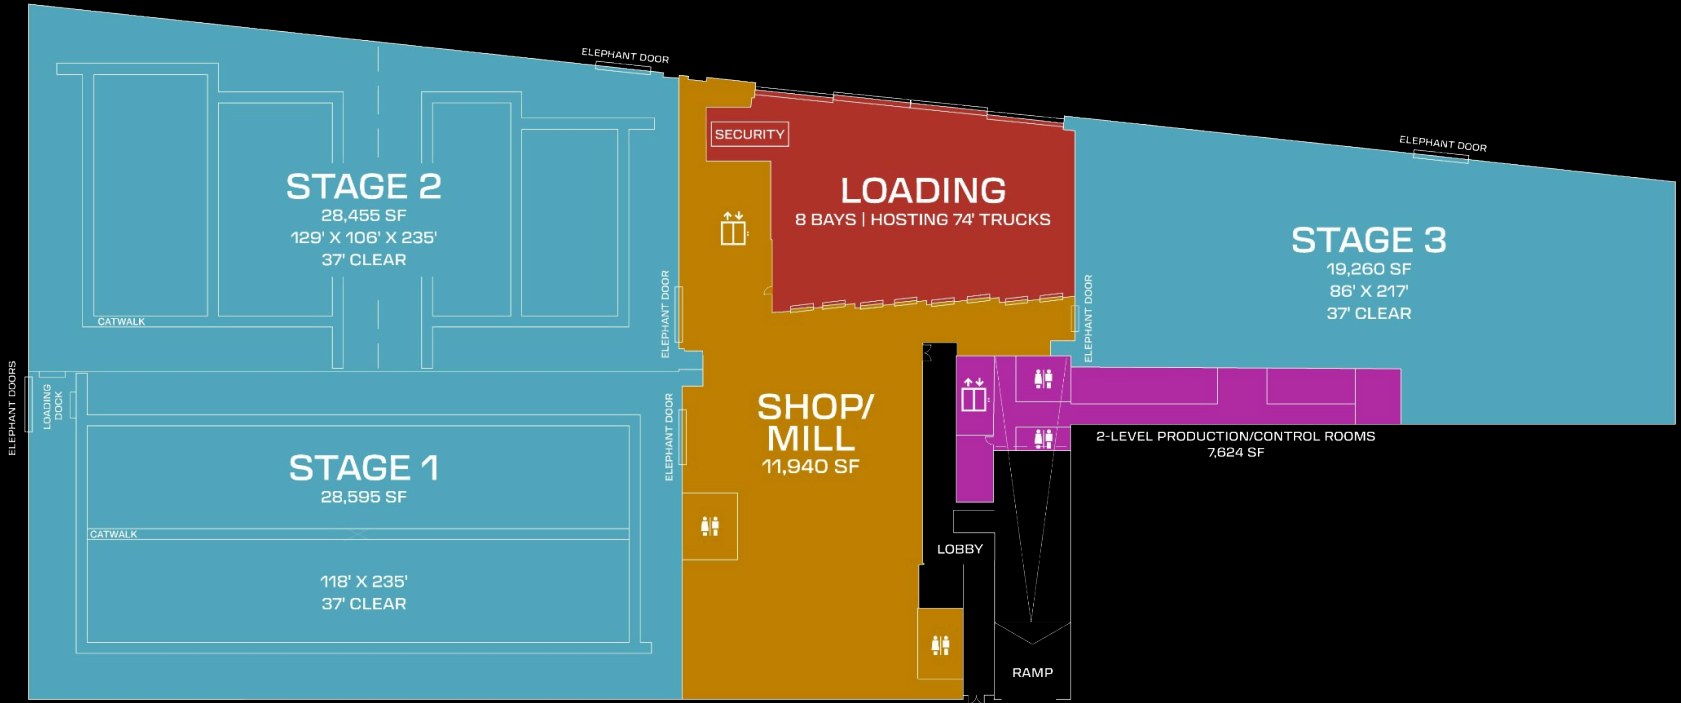 ELEPHANT DOOR
STAGE 2
28,455 SF
129' X 106' X 235'
37' CLEAR
CATWALK
ELEPHANT DOOR
SECURITY
LOADING
8 BAYS | HOSTING 74' TRUCKS
ELEPHANT DOOR
STAGE 3
19,260 SF
86' X 217'
37' CLEAR
ELEPHANT DOOR
ELEPHANT DOORS
LOADING
DOCK
STAGE 1
28,595 SF
CATWALK
118' X 235'
37' CLEAR
ELEPHANT DOOR
SHOP/
MILL
11,940 SF
2-LEVEL PRODUCTION/CONTROL ROOMS
7,624 SF
LOBBY
RAMP